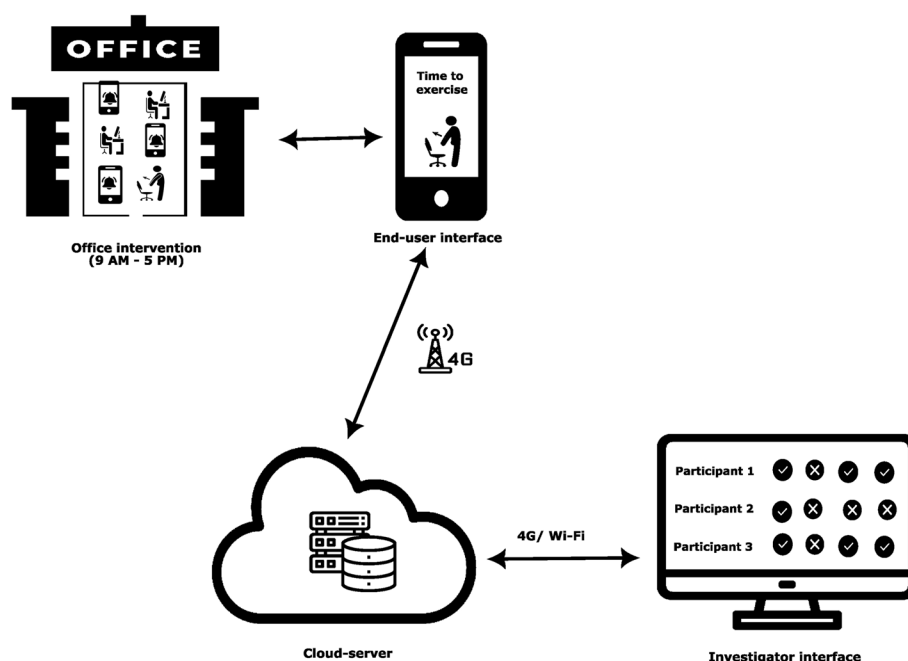 OFFICE
Time to
exercise
Office intervention
(9 AM - 5 PM)
End-user interface
4G
Participant 1
Participant 2
Participant 3
4G/ Wi-Fi
Cloud-server
Investigator interface